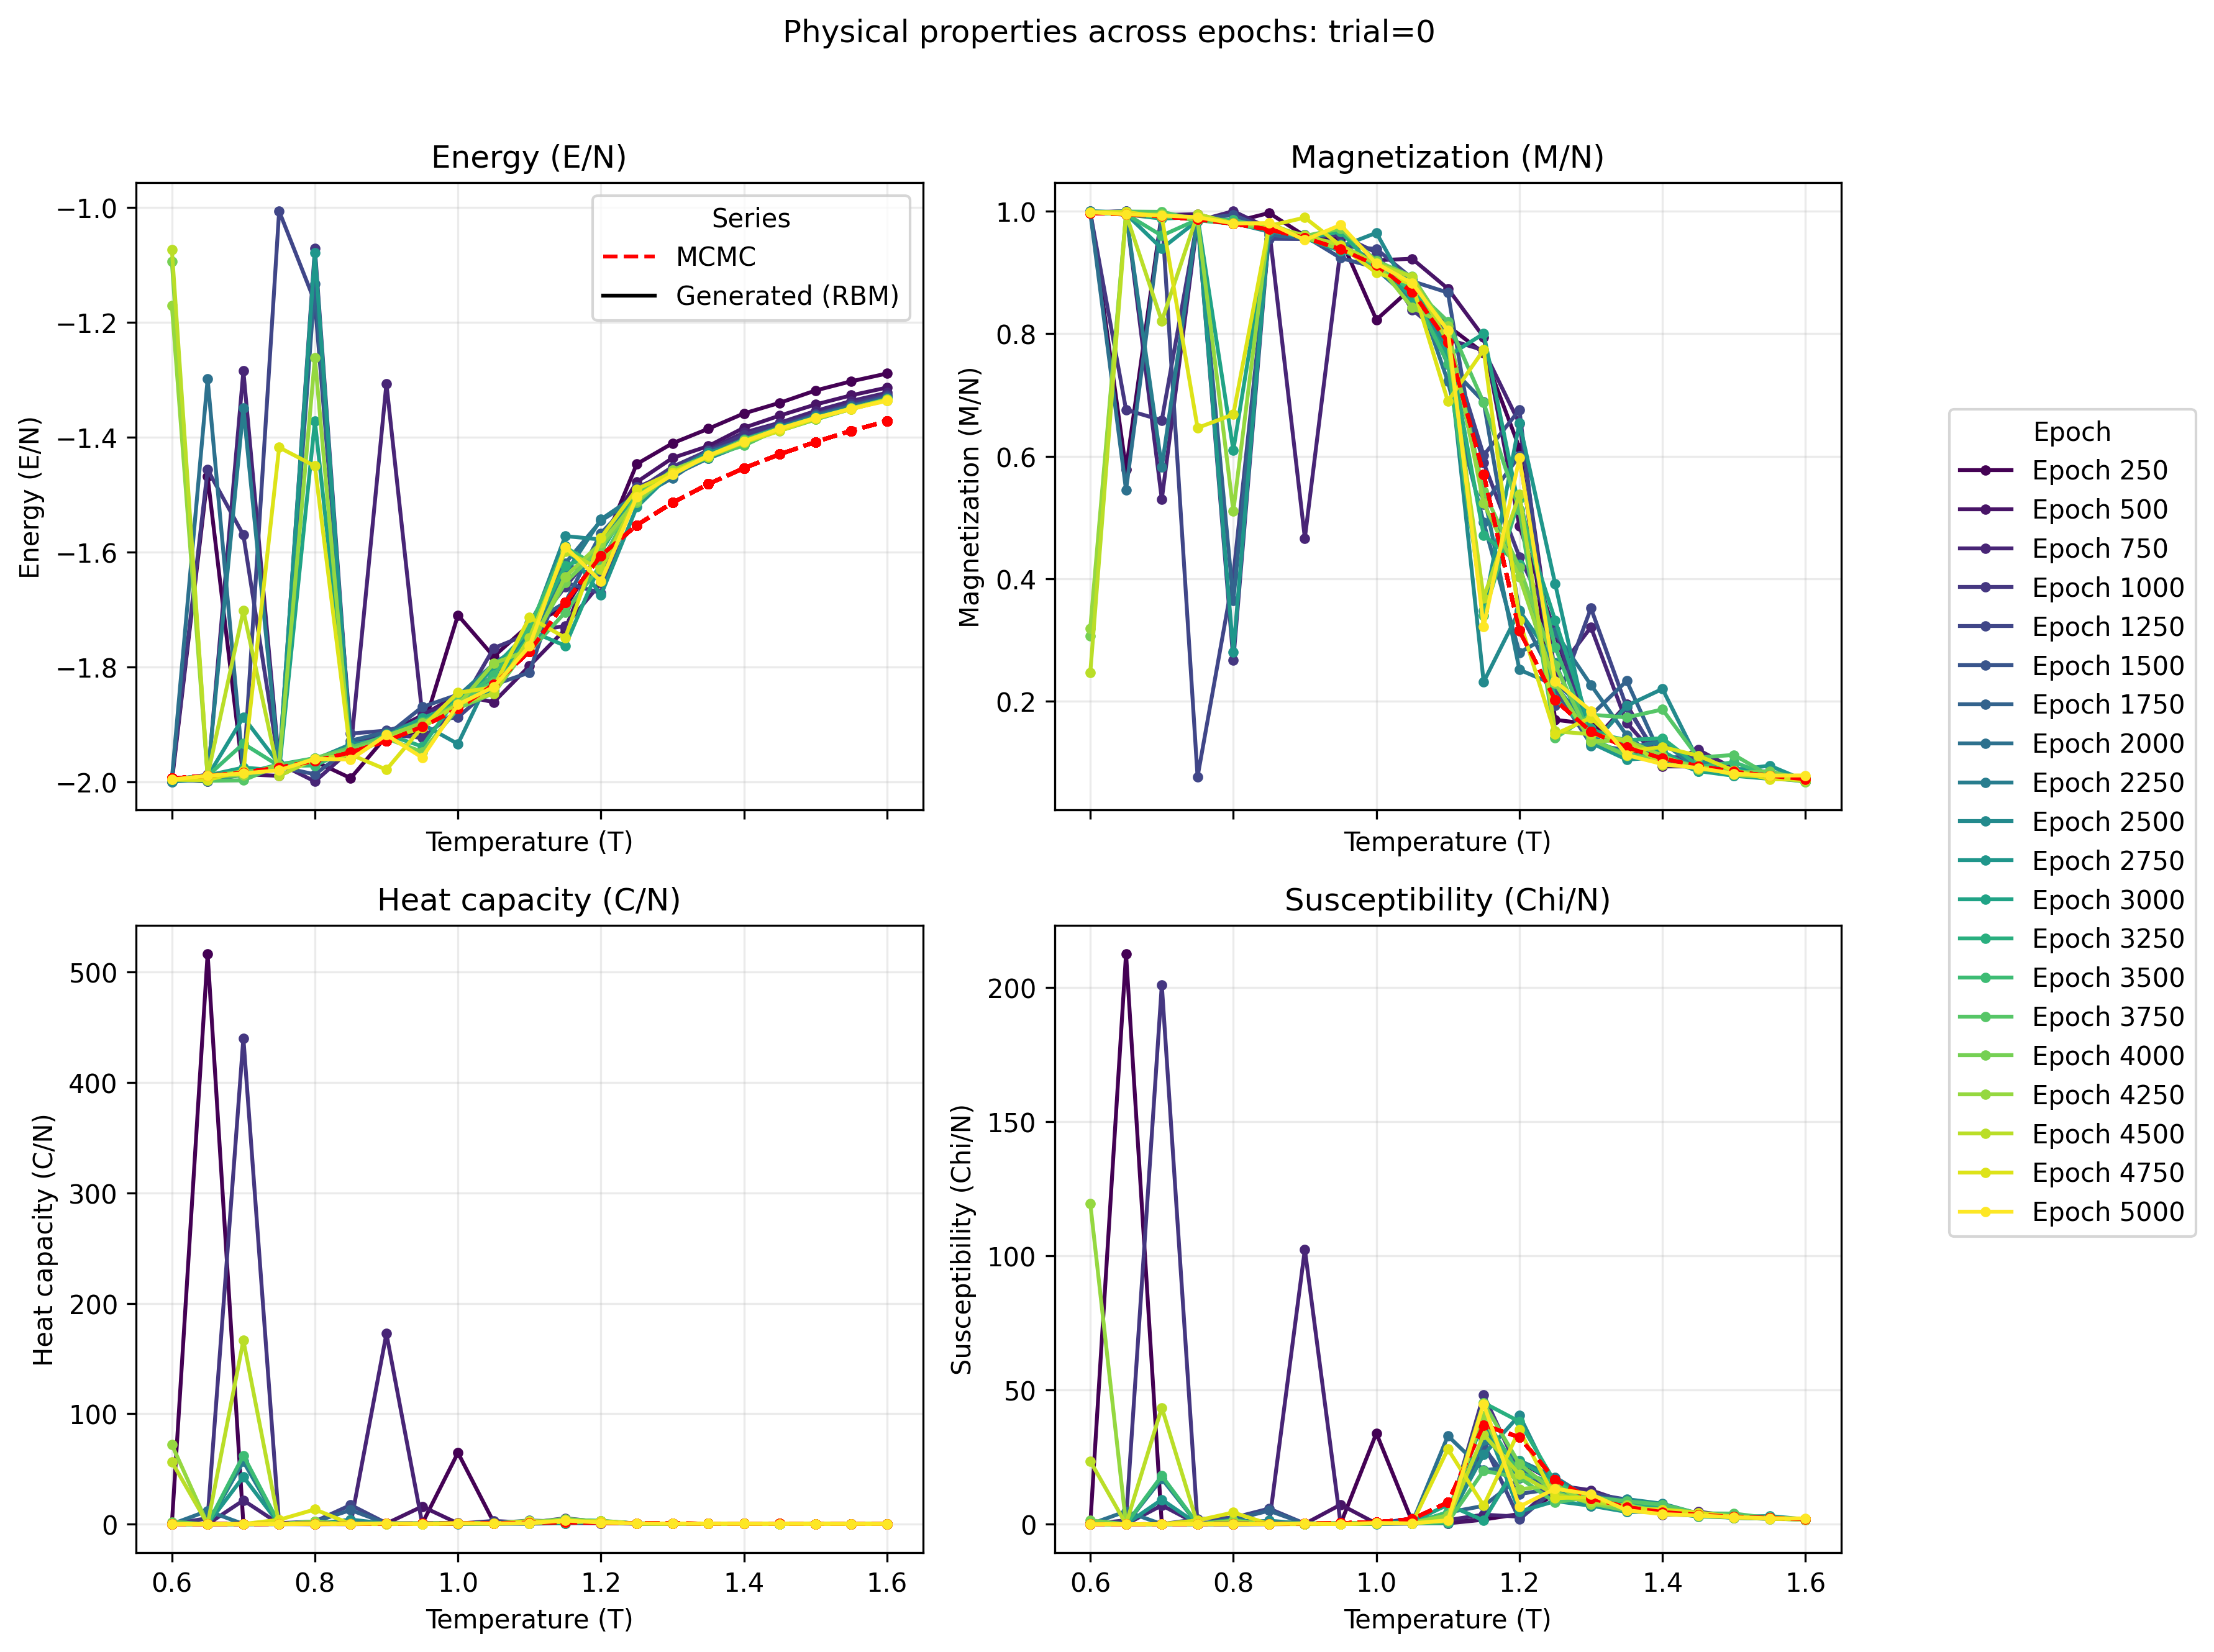 Physical properties across epochs: trial=0
Energy (E/N)
Energy (E/N)
−1.0
−1.2
−1.4
−1.6
−1.8
−2.0
Temperature (T)
Series
MCMC
Generated (RBM)
Magnetization (M/N)
Magnetization (M/N)
1.0
0.8
0.6
0.4
0.2
Temperature (T)
Heat capacity (C/N)
Heat capacity (C/N)
500
400
300
200
100
0
0.6 0.8 1.0 1.2 1.4 1.6
Temperature (T)
Susceptibility (Chi/N)
Susceptibility (Chi/N)
200
150
100
50
0
0.6 0.8 1.0 1.2 1.4 1.6
Temperature (T)
Epoch
Epoch 250
Epoch 500
Epoch 750
Epoch 1000
Epoch 1250
Epoch 1500
Epoch 1750
Epoch 2000
Epoch 2250
Epoch 2500
Epoch 2750
Epoch 3000
Epoch 3250
Epoch 3500
Epoch 3750
Epoch 4000
Epoch 4250
Epoch 4500
Epoch 4750
Epoch 5000